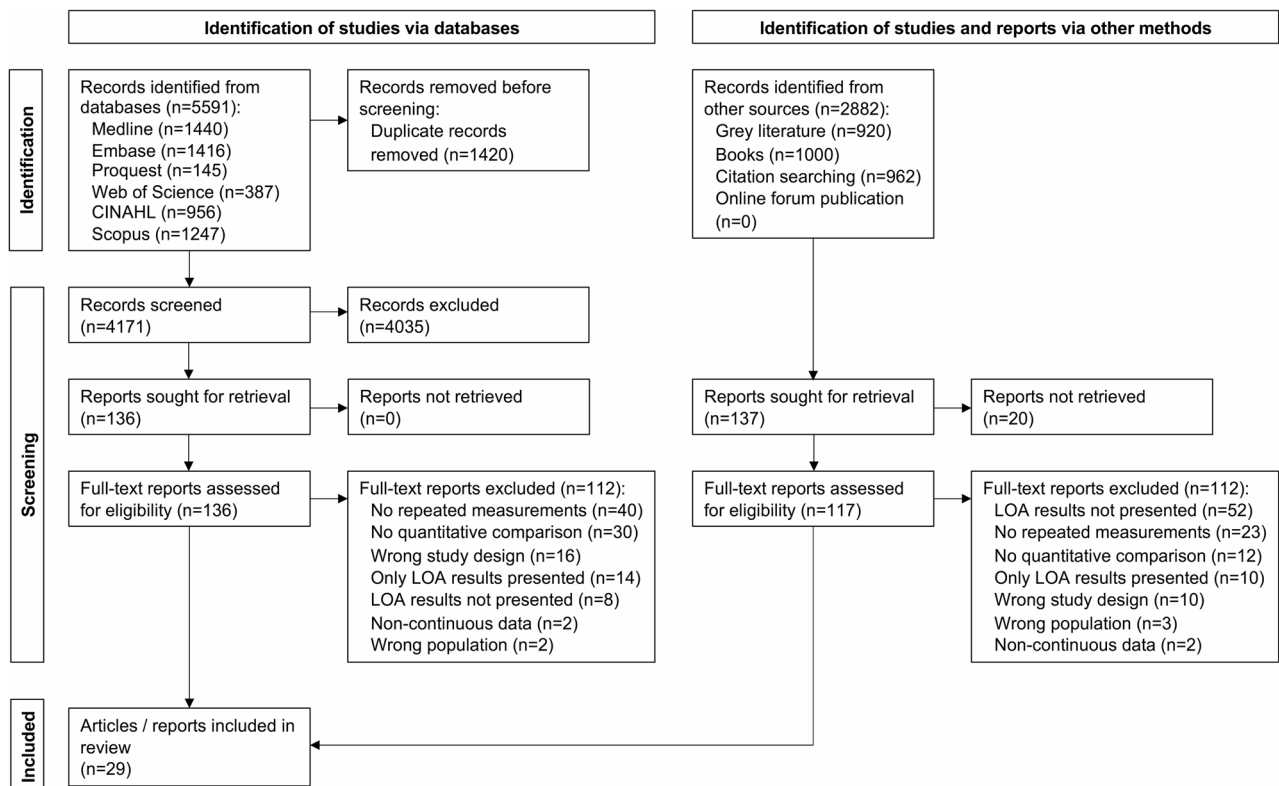 Identification of studies via databases
Identification of studies and reports via other methods
Identification
Records identified from
databases (n=5591):
Medline (n=1440)
Embase (n=1416)
Proquest (n=145)
Web of Science (n=387)
CINAHL (n=956)
Scopus (n=1247)
Records removed before
screening:
Duplicate records
removed (n=1420)
Records identified from
other sources (n=2882):
Grey literature (n=920)
Books (n=1000)
Citation searching (n=962)
Online forum publication
(n=0)
Screening
Records screened
(n=4171)
Records excluded
(n=4035)
Reports sought for retrieval
(n=136)
Reports not retrieved
(n=0)
Reports sought for retrieval
(n=137)
Reports not retrieved
(n=20)
Full-text reports assessed
for eligibility (n=136)
Full-text reports excluded (n=112):
No repeated measurements (n=40)
No quantitative comparison (n=30)
Wrong study design (n=16)
Only LOA results presented (n=14)
LOA results not presented (n=8)
Non-continuous data (n=2)
Wrong population (n=2)
Full-text reports assessed
for eligibility (n=117)
Full-text reports excluded (n=112):
LOA results not presented (n=52)
No repeated measurements (n=23)
No quantitative comparison (n=12)
Only LOA results presented (n=10)
Wrong study design (n=10)
Wrong population (n=3)
Non-continuous data (n=2)
Included
Articles / reports included in
review
(n=29)